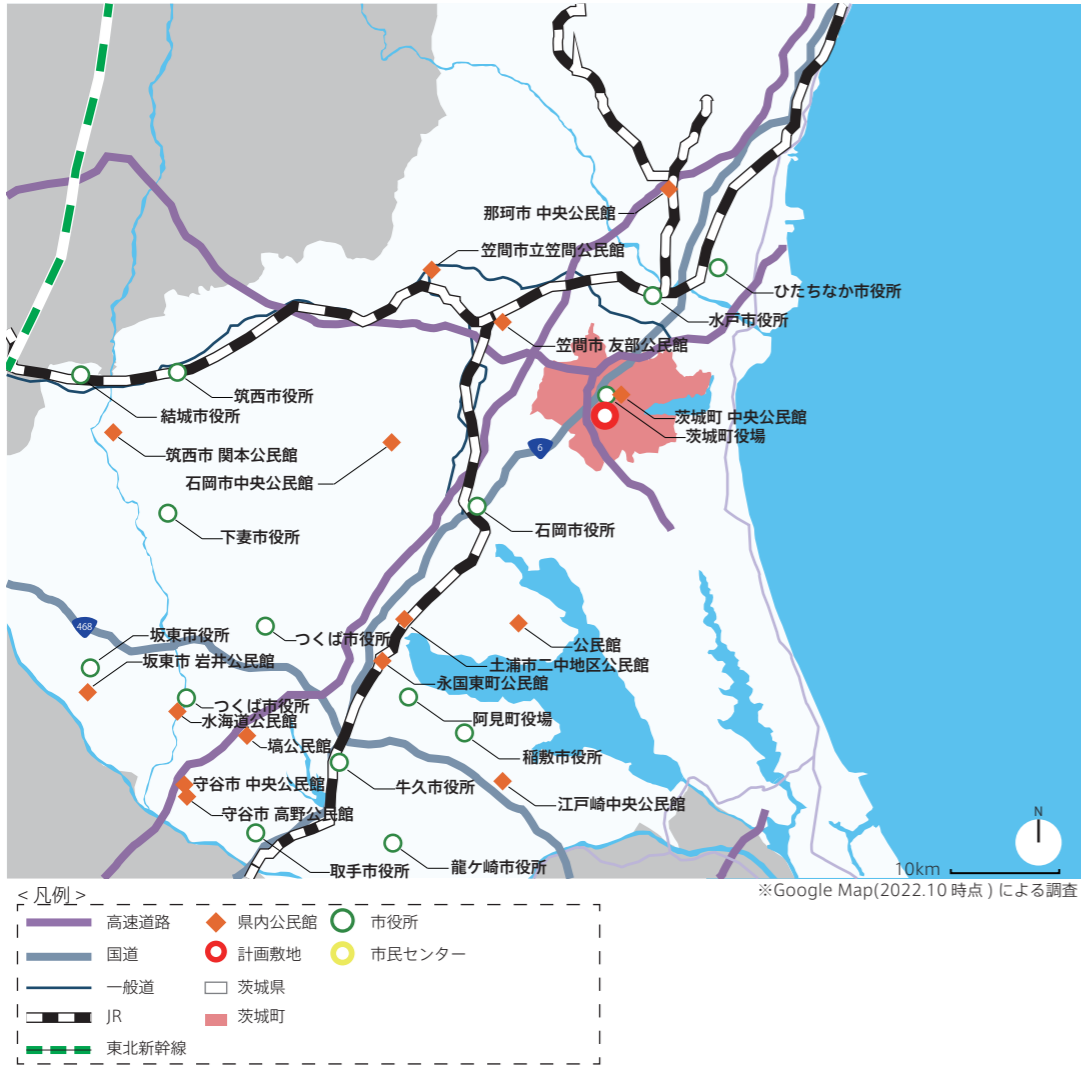 那珂市 中央公民館
笠間市立笠間公民館
ひたちなか市役所
水戸市役所
笠間市 友部公民館
筑西市役所
結城市役所
茨城町 中央公民館
茨城町役場
筑西市 関本公民館
6
石岡市中央公民館
下妻市役所
石岡市役所
468
坂東市役所
つくば市役所
公民館
坂東市 岩井公民館
土浦市二中地区公民館
永国東町公民館
つくば市役所
水海道公民館
阿見町役場
塙公民館
稲敷市役所
守谷市 中央公民館
牛久市役所
江戸崎中央公民館
守谷市 高野公民館
N
取手市役所
龍ケ崎市役所
10km
※Google Map(2022.10 時点 ) による調査
< 凡例 >
高速道路
県内公民館
市役所
国道
計画敷地
市民センター
一般道
茨城県
JR
茨城町
東北新幹線